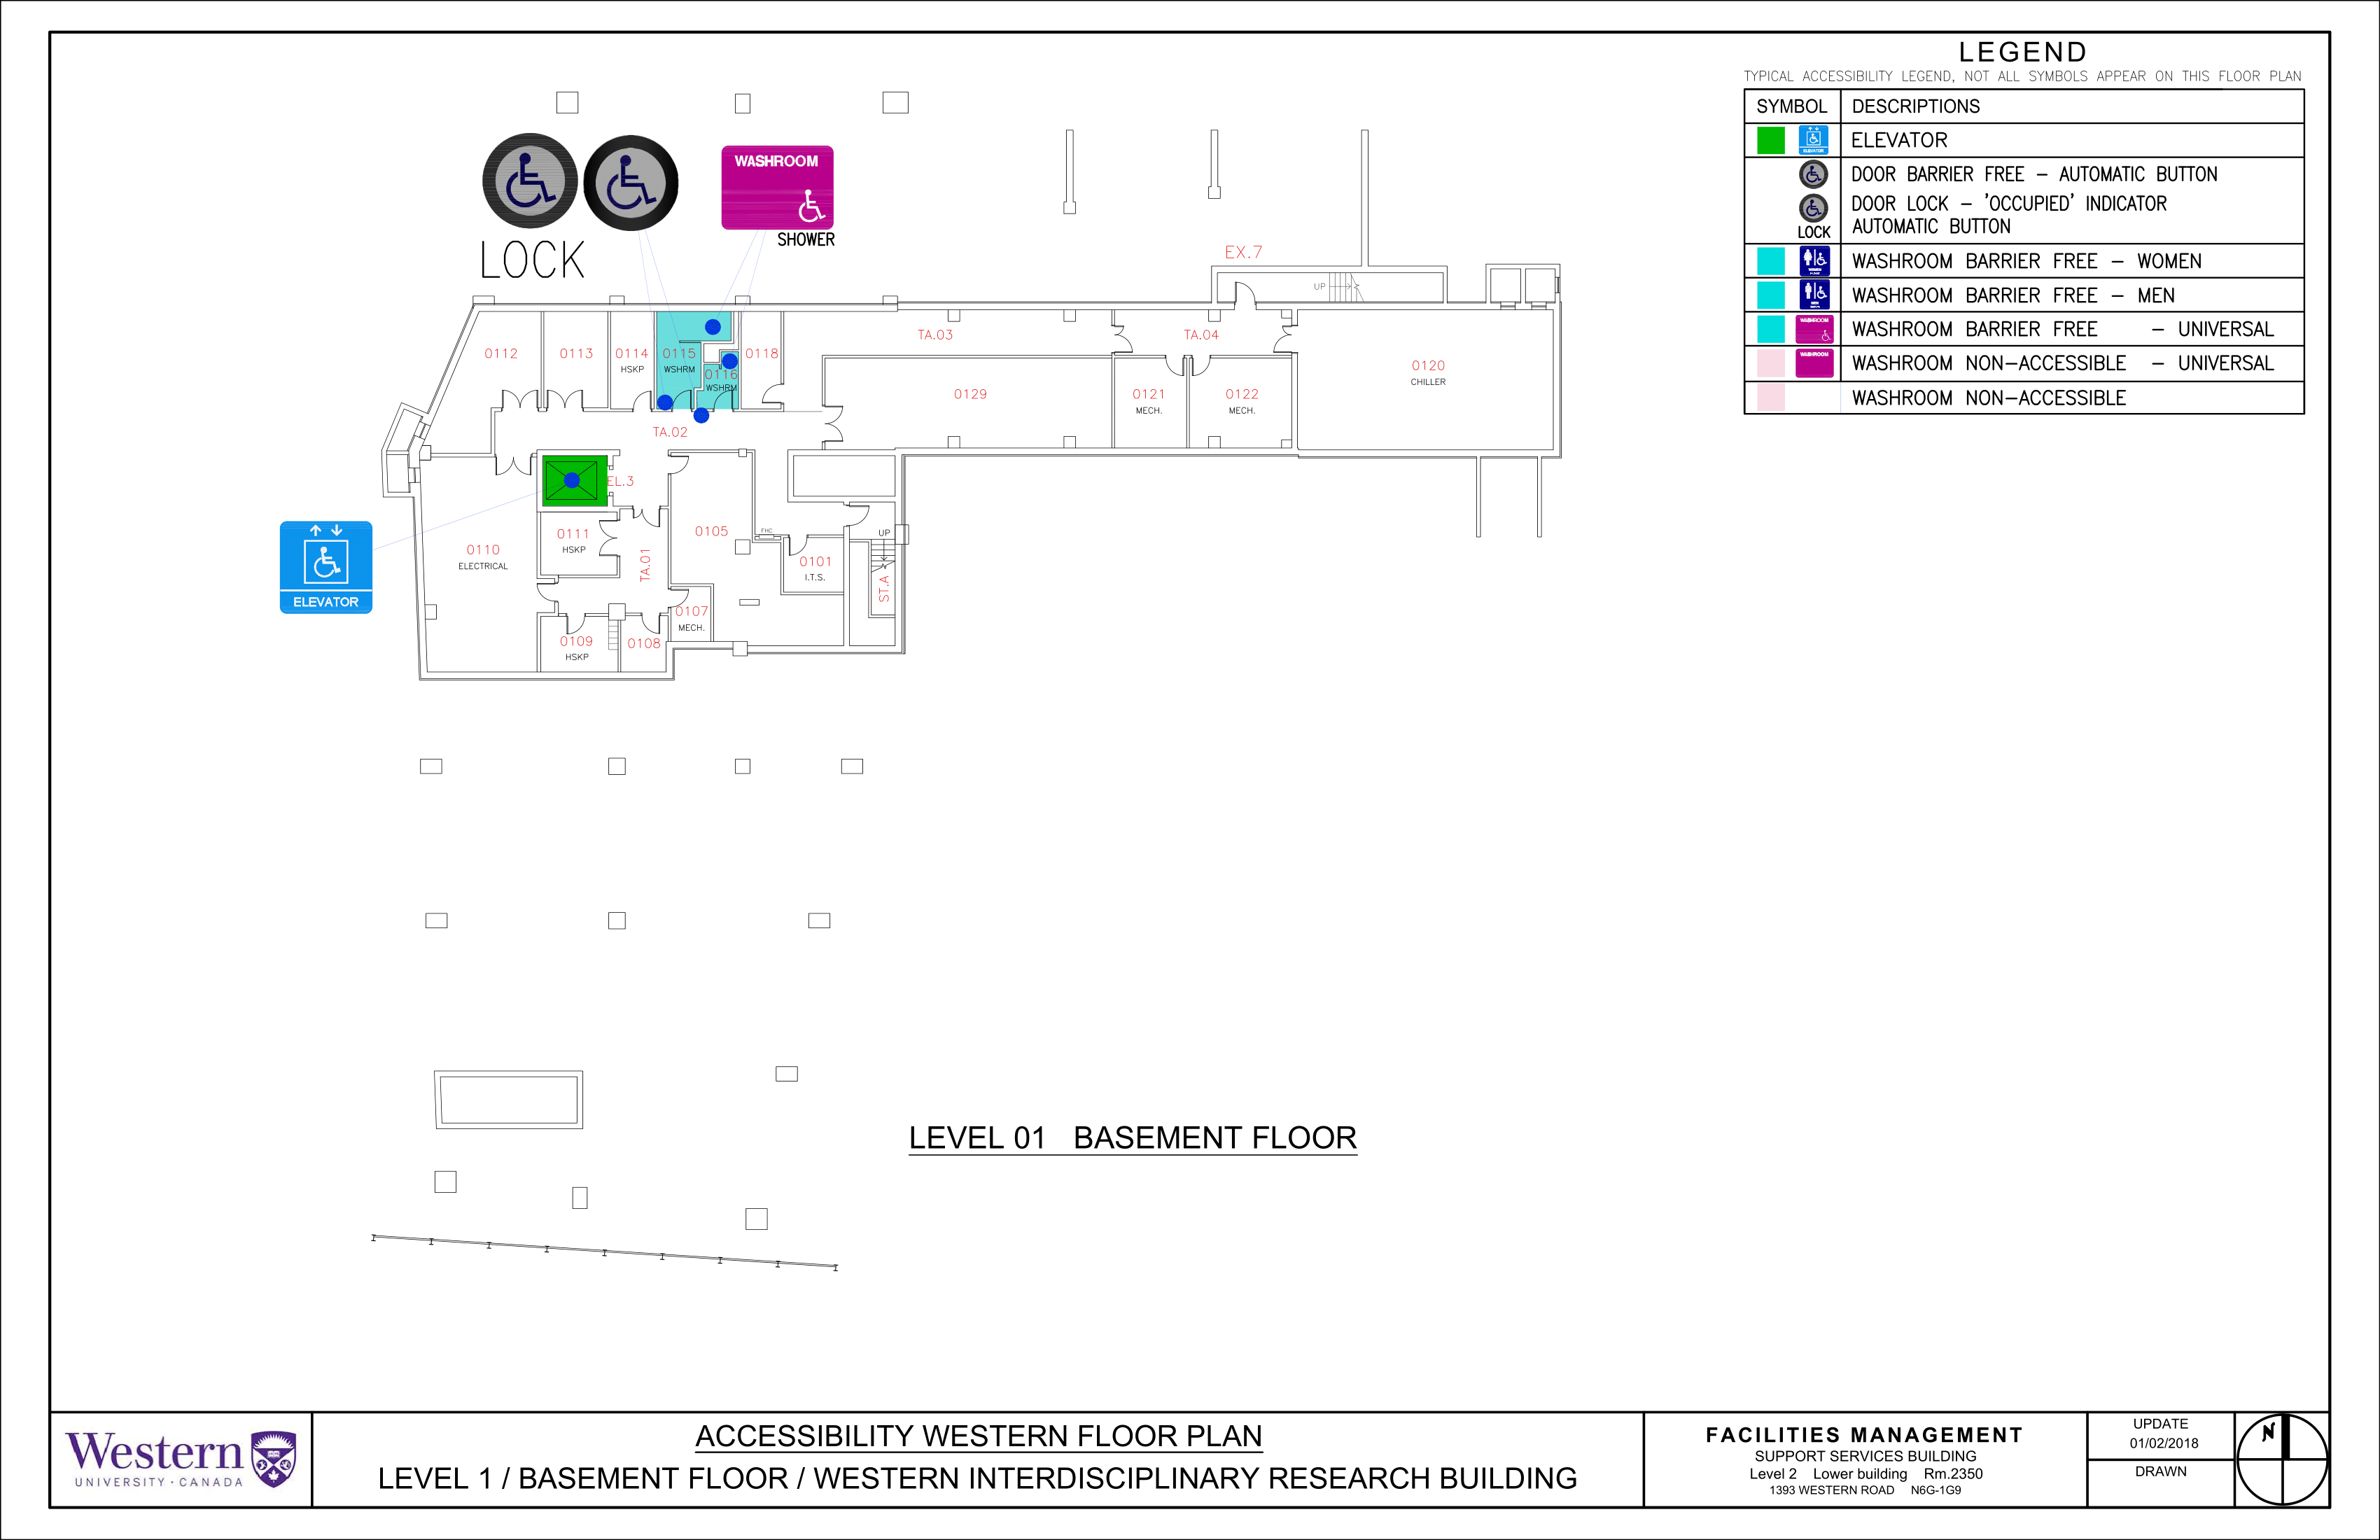 LEGEND
TYPICAL ACCESSIBILITY LEGEND, NOT ALL SYMBOLS APPEAR ON THIS FLOOR PLAN
SYMBOL DESCRIPTIONS
ELEVATOR ELEVATOR
DOOR BARRIER FREE - AUTOMATIC BUTTON
DOOR LOCK - 'OCCUPIED' INDICATOR
LOCK AUTOMATIC BUTTON
WOMEN WASHROOM BARRIER FREE - WOMEN
MEN WASHROOM BARRIER FREE - MEN
WASHROOM WASHROOM BARRIER FREE - UNIVERSAL
WASHROOM WASHROOM NON-ACCESSIBLE - UNIVERSAL
WASHROOM NON-ACCESSIBLE
WASHROOM
SHOWER
LOCK
EX.7
UP
TA.03
TA.04
0112
0113
0114
HSKP
0115
WSHRM
0116
WSHRM
0118
0129
0121
MECH.
0122
MECH.
0120
CHILLER
TA.02
EL.3
ELEVATOR
0110
ELECTRICAL
0111
HSKP
TA.01
0105
FHC
0101
I.T.S.
UP
ST.A
0107
MECH.
0109
HSKP
0108
LEVEL 01 BASEMENT FLOOR
Western
UNIVERSITY · CANADA
ACCESSIBILITY WESTERN FLOOR PLAN
LEVEL 1 / BASEMENT FLOOR / WESTERN INTERDISCIPLINARY RESEARCH BUILDING
FACILITIES MANAGEMENT
SUPPORT SERVICES BUILDING
Level 2 Lower building Rm.2350
1393 WESTERN ROAD N6G-1G9
UPDATE
01/02/2018
DRAWN
N